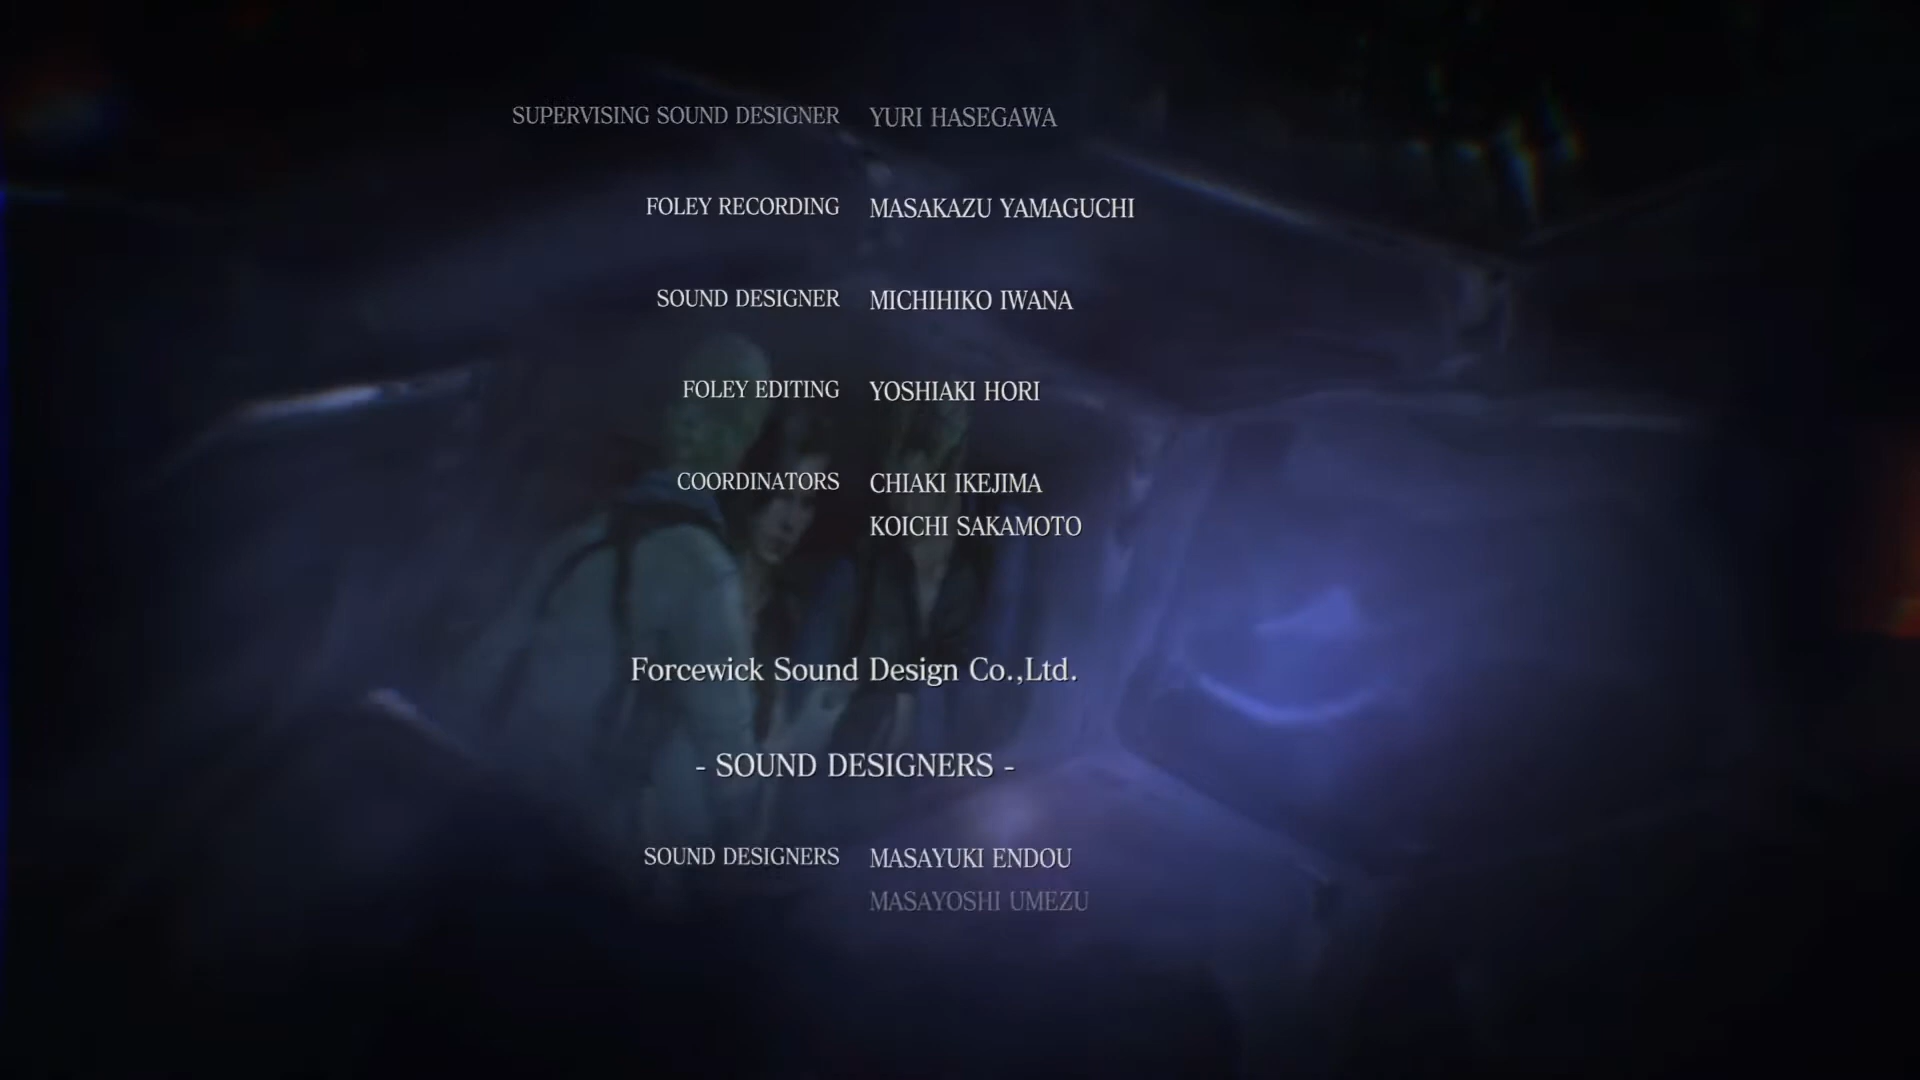 SUPERVISING SOUND DESIGNER YURI HASEGAWA
FOLEY RECORDING MASAKAZU YAMAGUCHI
SOUND DESIGNER MICHIHIKO IWANA
FOLEY EDITING YOSHIAKI HORI
COORDINATORS CHIAKI IKEJIMA
KOICHI SAKAMOTO
Forcewick Sound Design Co.,Ltd.
- SOUND DESIGNERS -
SOUND DESIGNERS MASAYUKI ENDOU
MASAYOSHI UMEZU